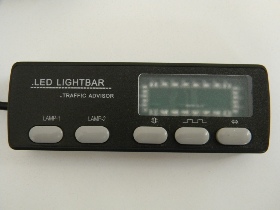 .LED LIGHTBAR
.TRAFFIC ADVISOR
LAMP-1 LAMP-2